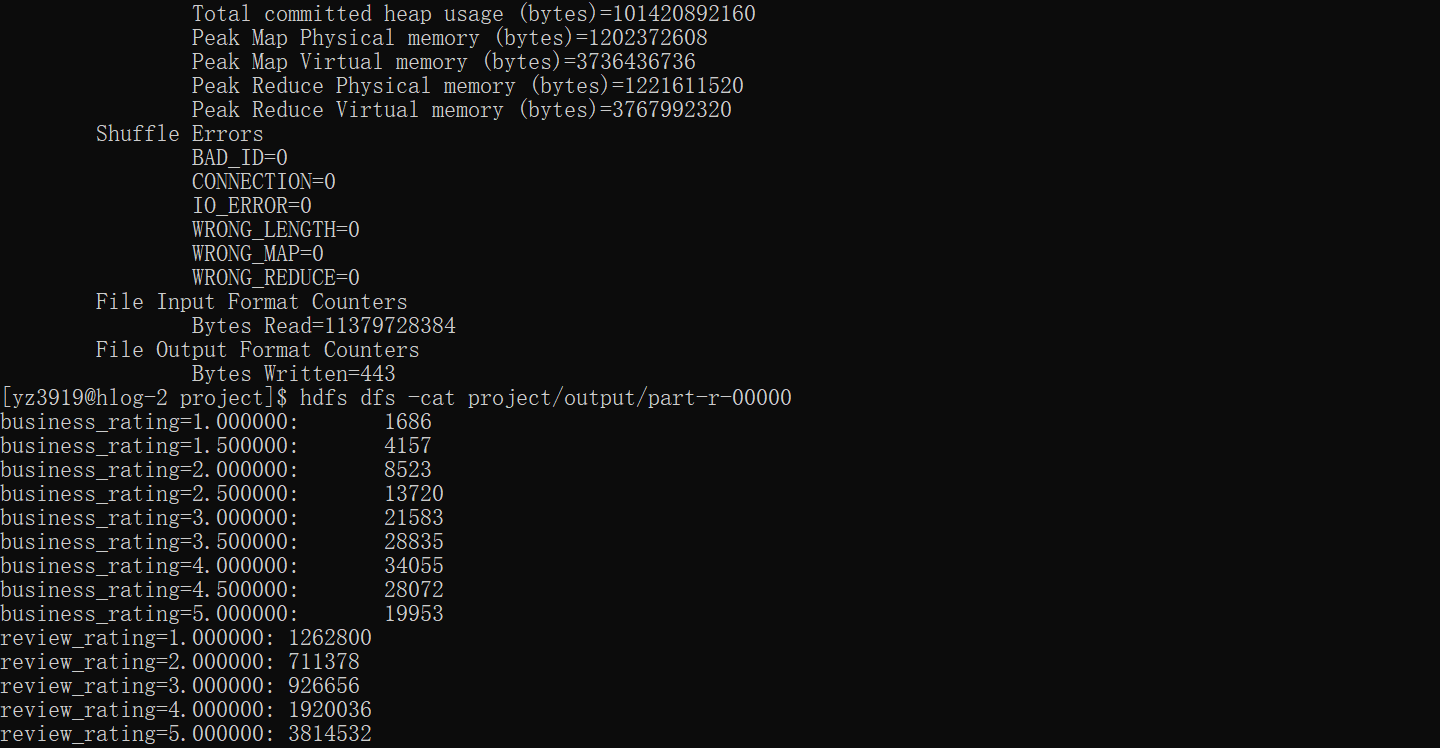 Total committed heap usage (bytes)=101420892160
Peak Map Physical memory (bytes)=1202372608
Peak Map Virtual memory (bytes)=3736436736
Peak Reduce Physical memory (bytes)=1221611520
Peak Reduce Virtual memory (bytes)=3767992320
Shuffle Errors
BAD_ID=0
CONNECTION=0
IO_ERROR=0
WRONG_LENGTH=0
WRONG_MAP=0
WRONG_REDUCE=0
File Input Format Counters
Bytes Read=11379728384
File Output Format Counters
Bytes Written=443
[yz3919@hlog-2 project]$ hdfs dfs -cat project/output/part-r-00000
business_rating=1.000000: 1686
business_rating=1.500000: 4157
business_rating=2.000000: 8523
business_rating=2.500000: 13720
business_rating=3.000000: 21583
business_rating=3.500000: 28835
business_rating=4.000000: 34055
business_rating=4.500000: 28072
business_rating=5.000000: 19953
review_rating=1.000000: 1262800
review_rating=2.000000: 711378
review_rating=3.000000: 926656
review_rating=4.000000: 1920036
review_rating=5.000000: 3814532